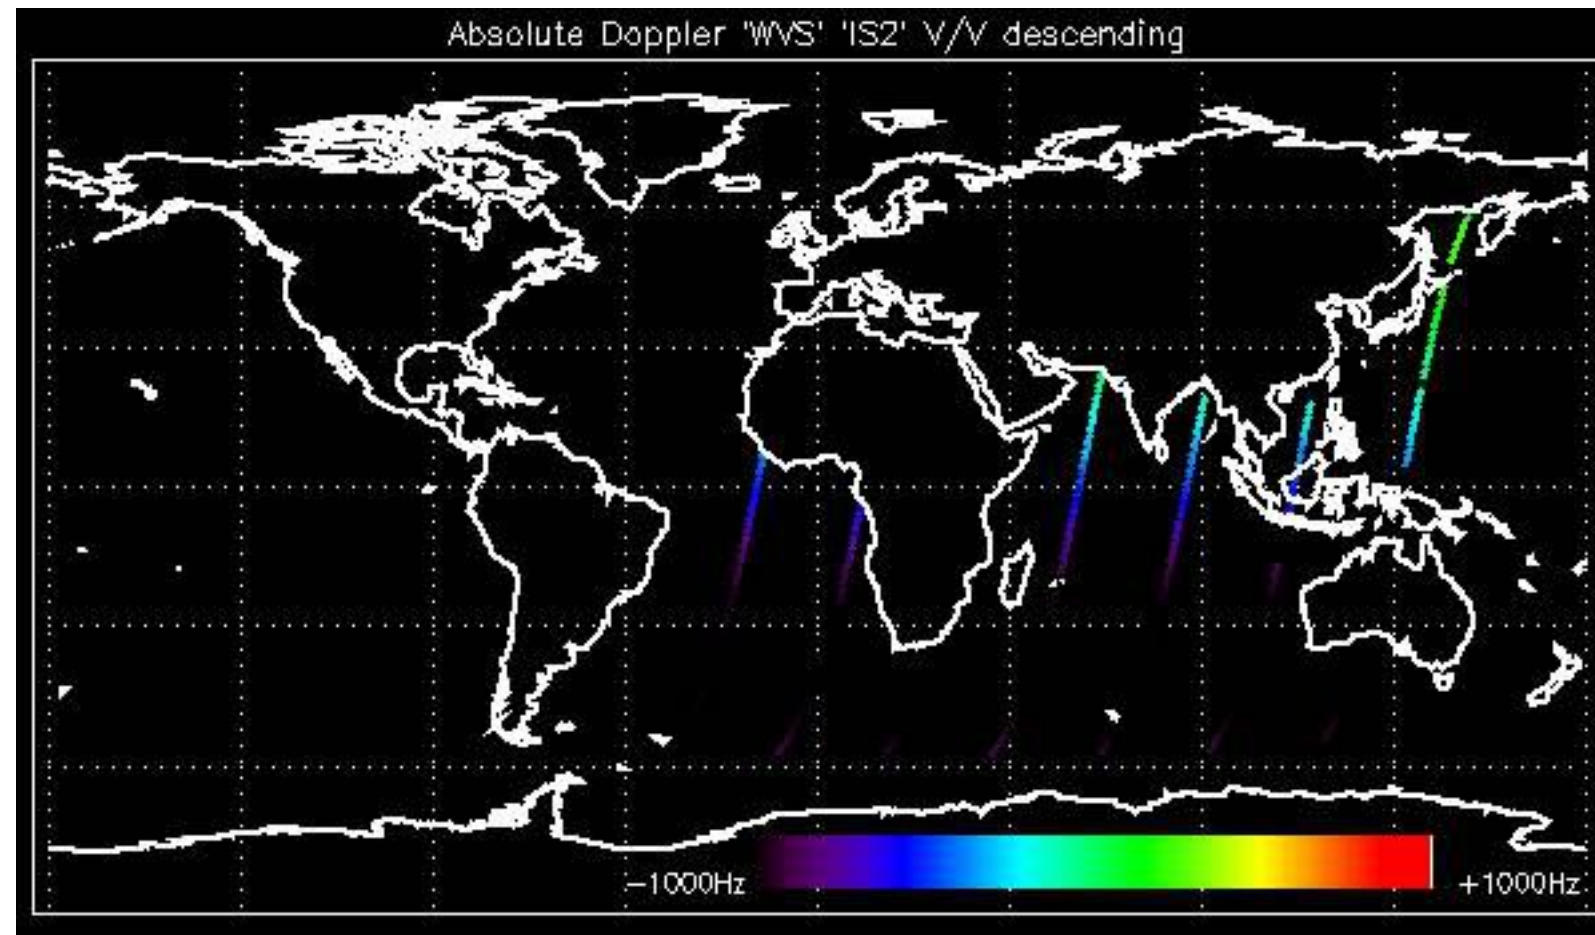 Absolute Doppler 'WVS' 'IS2' V/V descending
−1000Hz +1000Hz